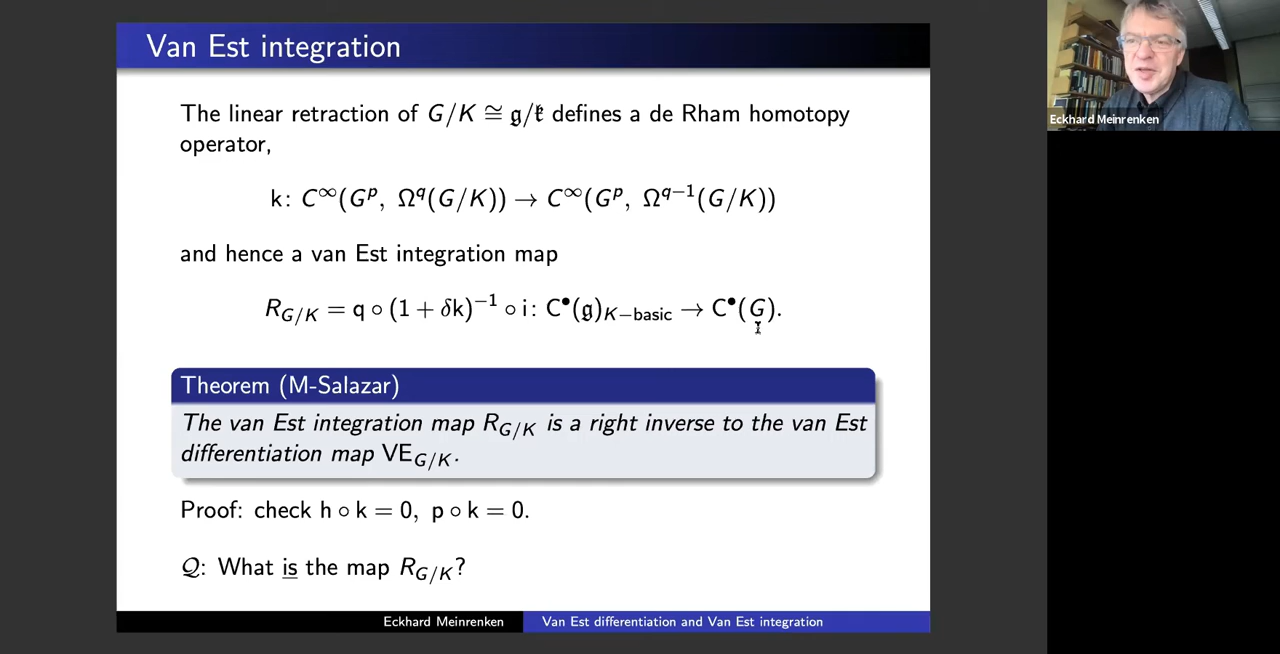 Van Est integration
The linear retraction of G/K ≅ 𝔤/𝔨 defines a de Rham homotopy
operator,
k: C^∞(G^p, Ω^q(G/K)) → C^∞(G^p, Ω^{q−1}(G/K))
and hence a van Est integration map
R_{G/K} = q ∘ (1 + δk)^{−1} ∘ i: C^•(𝔤)_{K−basic} → C^•(G).
Theorem (M-Salazar)
The van Est integration map R_{G/K} is a right inverse to the van Est
differentiation map VE_{G/K}.
Proof: check h ∘ k = 0, p ∘ k = 0.
𝒬: What is the map R_{G/K}?
Eckhard Meinrenken
Van Est differentiation and Van Est integration
Eckhard Meinrenken